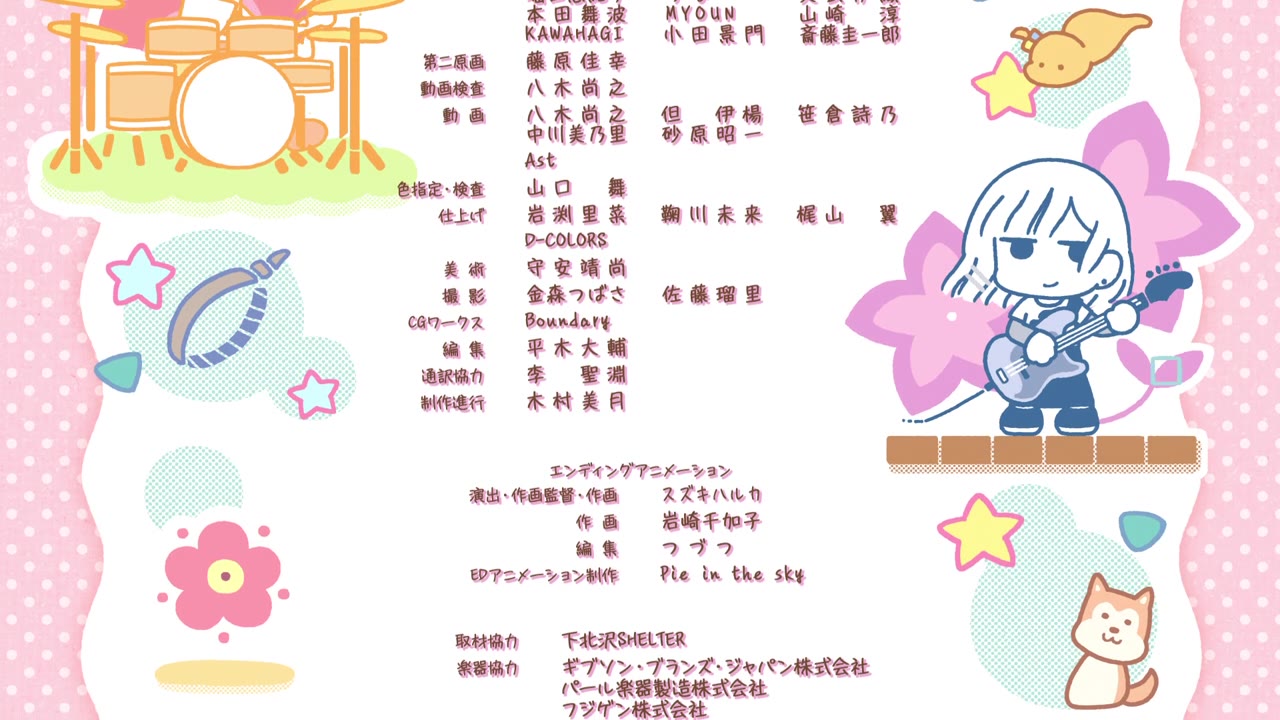 本田舞波 MYOUN 山崎 淳
KAWAHAGI 小田景門 斎藤圭一郎
第二原画 藤原佳幸
動画検査 八木尚之
動画 八木尚之 但 伊楊 笹倉詩乃
中川美乃里 砂原昭一
Ast
色指定・検査 山口 舞
仕上げ 岩渕里菜 鞠川未来 梶山 翼
D-COLORS
美術 守安靖尚
撮影 金森つばさ 佐藤瑠里
CGワークス Boundary
編集 平木大輔
通訳協力 李 聖淵
制作進行 木村美月
エンディングアニメーション
演出・作画監督・作画 スズキハルカ
作画 岩崎千加子
編集 つづつ
EDアニメーション制作 Pie in the sky
取材協力 下北沢SHELTER
楽器協力 ギブソン・ブランズ・ジャパン株式会社
パール楽器製造株式会社
フジゲン株式会社